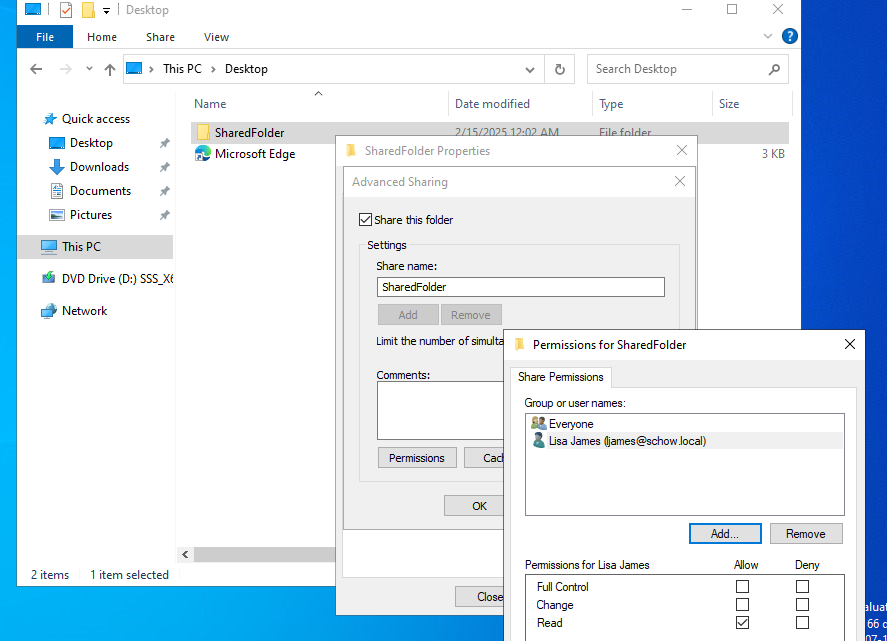 Desktop
File Home Share View
This PC Desktop Search Desktop
Name Date modified Type Size
Quick access
Desktop
Downloads
Documents
Pictures
This PC
DVD Drive (D:) SSS_X6
Network
SharedFolder 2/15/2025 12:02 AM File folder
Microsoft Edge 3 KB
SharedFolder Properties
Advanced Sharing
Share this folder
Settings
Share name:
SharedFolder
Add Remove
Limit the number of simulta
Comments:
Permissions Cac
OK
Close
Permissions for SharedFolder
Share Permissions
Group or user names:
Everyone
Lisa James (ljames@schow.local)
Add... Remove
Permissions for Lisa James Allow Deny
Full Control
Change
Read
2 items 1 item selected
aluat
66 d